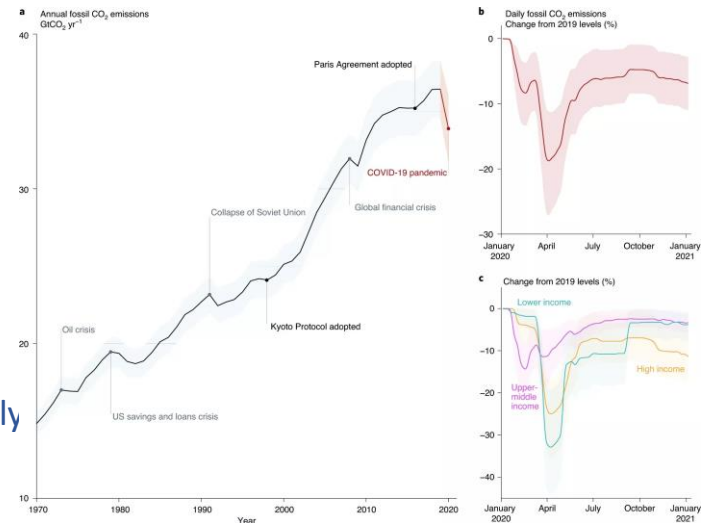 a
Annual fossil CO₂ emissions
GtCO₂ yr⁻¹
40
30
20
10
Paris Agreement adopted
COVID-19 pandemic
Collapse of Soviet Union
Global financial crisis
Kyoto Protocol adopted
Oil crisis
US savings and loans crisis
1970
1980
1990
2000
2010
2020
Year
ly
b
Daily fossil CO₂ emissions
Change from 2019 levels (%)
0
−10
−20
−30
January
2020
April
July
October
January
2021
c
Change from 2019 levels (%)
0
−10
−20
−30
−40
Lower income
High income
Upper-
middle
income
January
2020
April
July
October
January
2021